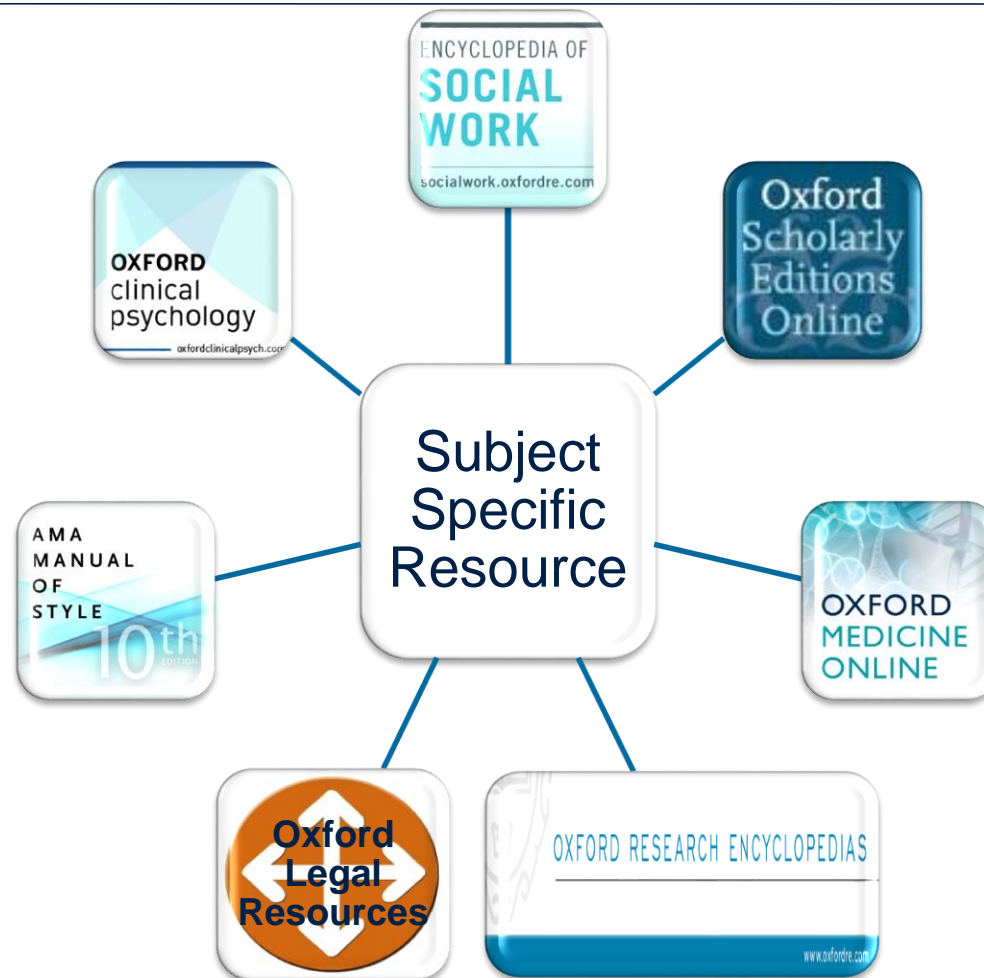 ENCYCLOPEDIA OF
SOCIAL
WORK
socialwork.oxfordre.com
OXFORD
clinical
psychology
oxfordclinicalpsych.com
Oxford
Scholarly
Editions
Online
Subject
Specific
Resource
AMA
MANUAL
OF
STYLE
10th
EDITION
OXFORD
MEDICINE
ONLINE
Oxford
Legal
Resources
OXFORD RESEARCH ENCYCLOPEDIAS
www.oxfordre.com